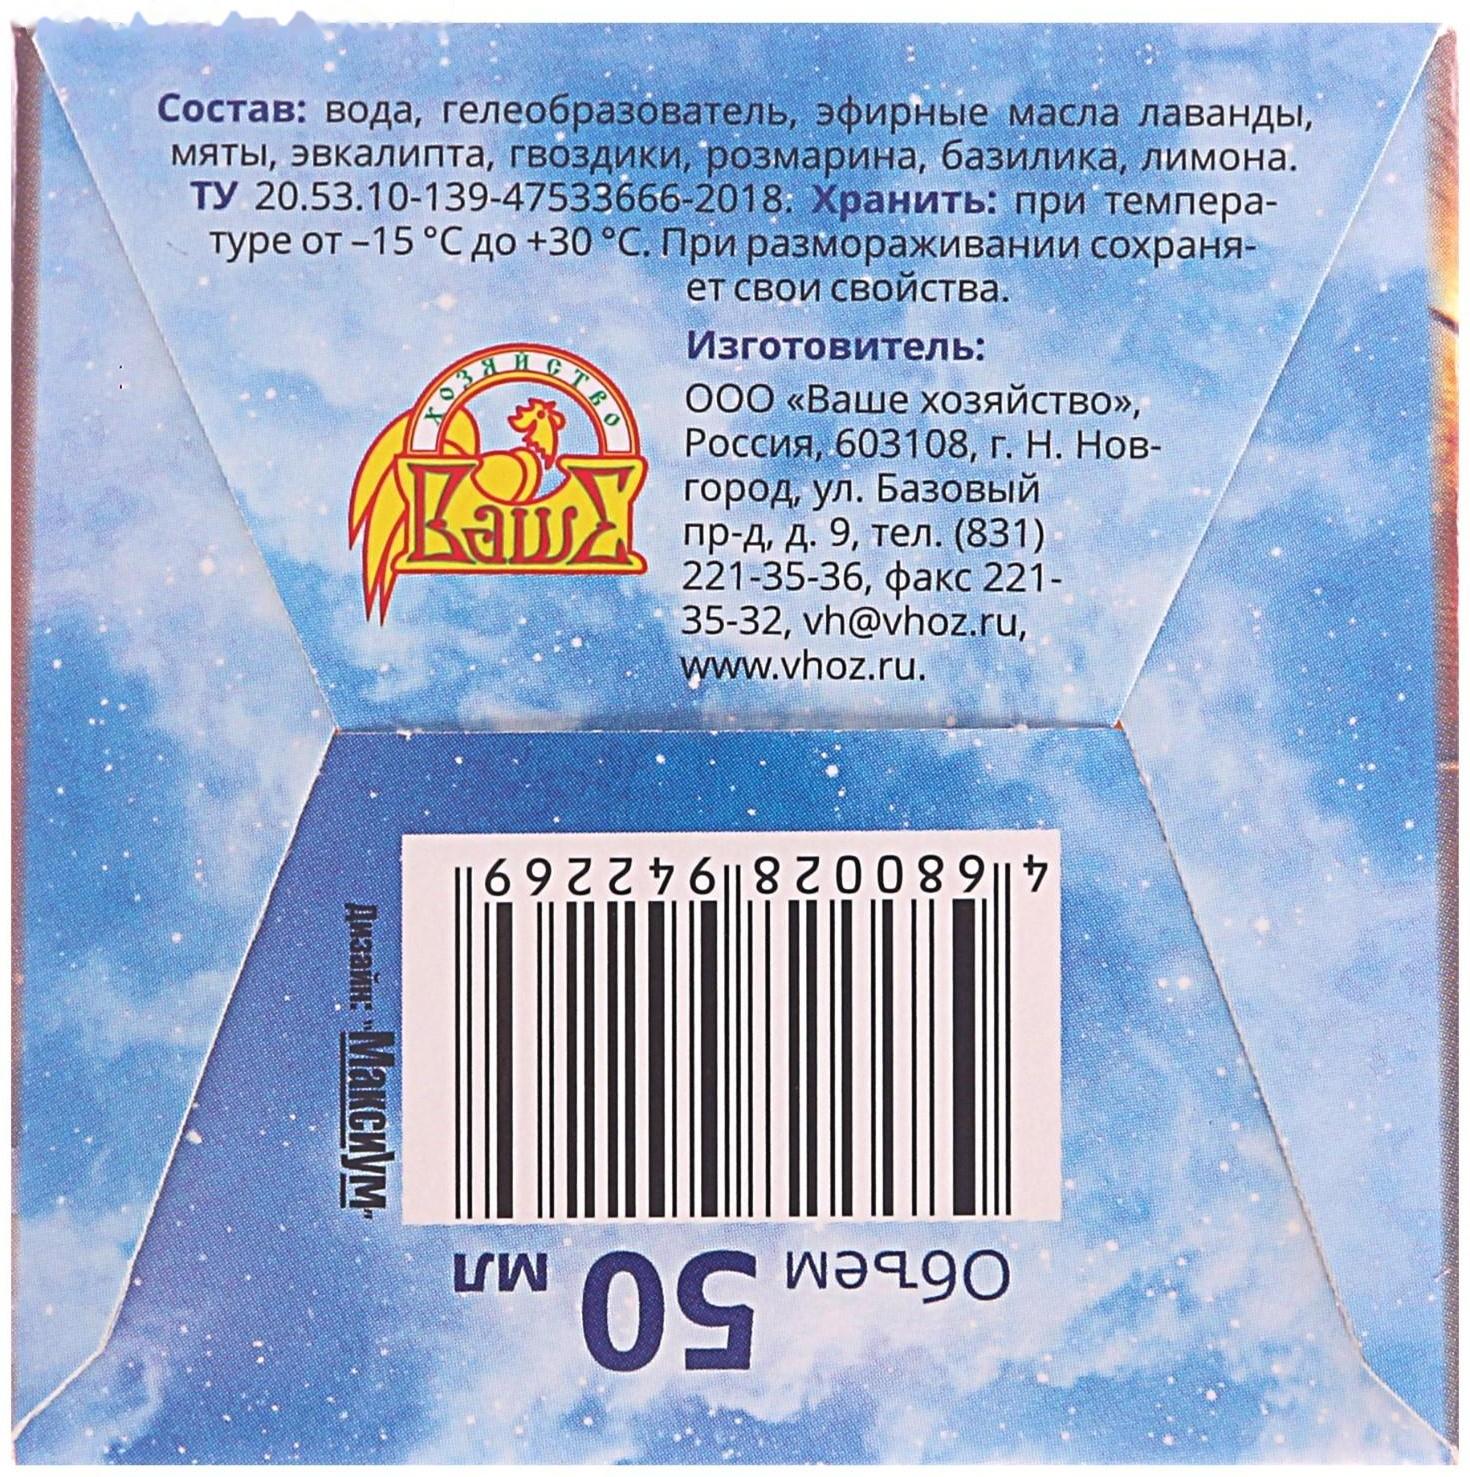 Состав: вода, гелеобразователь, эфирные масла лаванды,
мяты, эвкалипта, гвоздики, розмарина, базилика, лимона.
ТУ 20.53.10-139-47533666-2018. Хранить: при темпера-
туре от –15 °С до +30 °С. При размораживании сохраня-
ет свои свойства.
Изготовитель:
ООО «Ваше хозяйство»,
Россия, 603108, г. Н. Нов-
город, ул. Базовый
пр-д, д. 9, тел. (831)
221-35-36, факс 221-
35-32, vh@vhoz.ru,
www.vhoz.ru.
ХОЗЯЙСТВО
Ваше
4 680028 942269
Дизайн: "МаксиУм"
Объем 50 мл